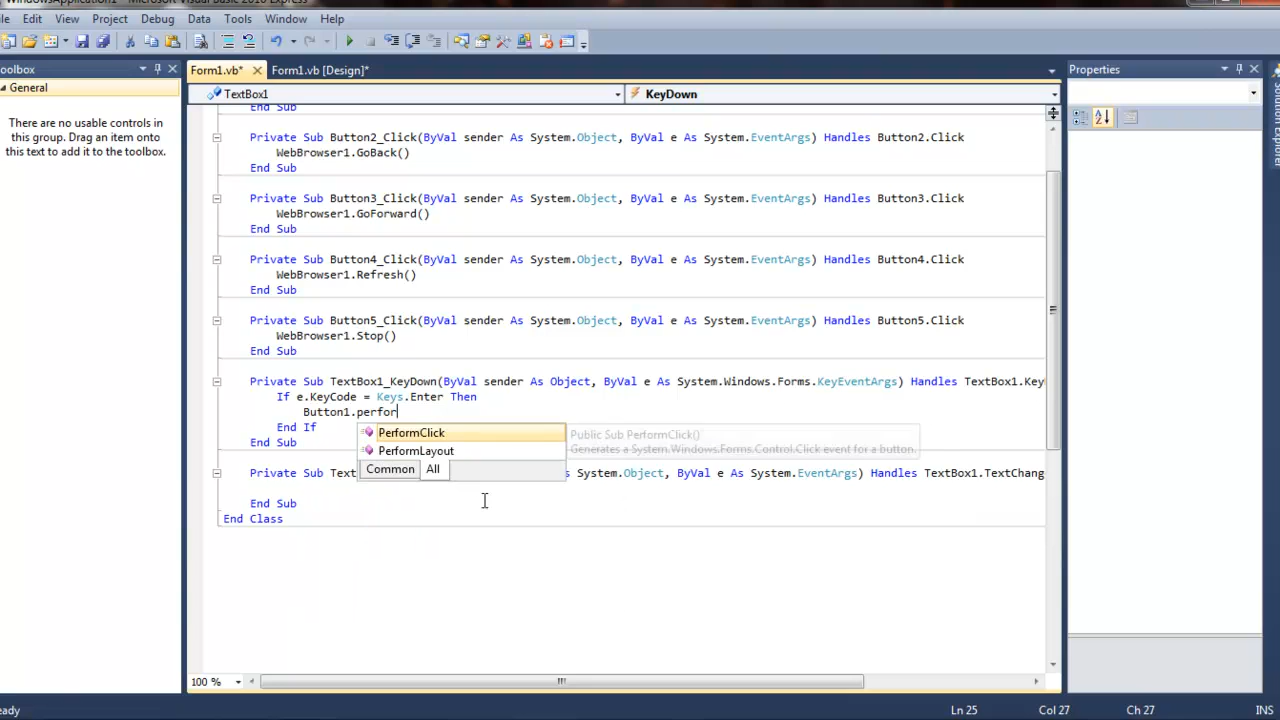 WindowsApplication1 - Microsoft Visual Basic 2010 Express
Edit View Project Debug Data Tools Window Help
oolbox
Form1.vb* Form1.vb [Design]*
Properties
General
TextBox1 KeyDown
There are no usable controls in
this group. Drag an item onto
this text to add it to the toolbox.
End Sub
Private Sub Button2_Click(ByVal sender As System.Object, ByVal e As System.EventArgs) Handles Button2.Click
WebBrowser1.GoBack()
End Sub
Private Sub Button3_Click(ByVal sender As System.Object, ByVal e As System.EventArgs) Handles Button3.Click
WebBrowser1.GoForward()
End Sub
Private Sub Button4_Click(ByVal sender As System.Object, ByVal e As System.EventArgs) Handles Button4.Click
WebBrowser1.Refresh()
End Sub
Private Sub Button5_Click(ByVal sender As System.Object, ByVal e As System.EventArgs) Handles Button5.Click
WebBrowser1.Stop()
End Sub
Private Sub TextBox1_KeyDown(ByVal sender As Object, ByVal e As System.Windows.Forms.KeyEventArgs) Handles TextBox1.Key
If e.KeyCode = Keys.Enter Then
Button1.perfor
End If
End Sub
PerformClick
PerformLayout
Common All
Public Sub PerformClick()
Generates a System.Windows.Forms.Control.Click event for a button.
Private Sub Text s System.Object, ByVal e As System.EventArgs) Handles TextBox1.TextChang
End Sub
End Class
Solution Explorer
100 %
eady Ln 25 Col 27 Ch 27 INS